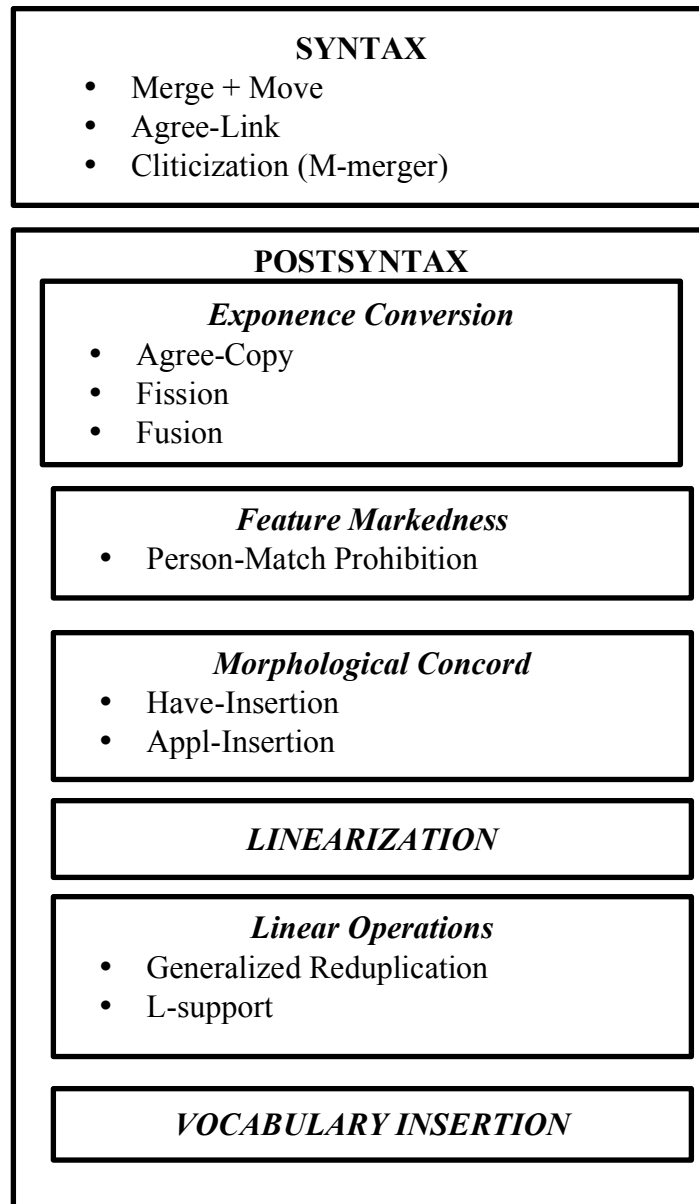 SYNTAX
• Merge + Move
• Agree-Link
• Cliticization (M-merger)
POSTSYNTAX
Exponence Conversion
• Agree-Copy
• Fission
• Fusion
Feature Markedness
• Person-Match Prohibition
Morphological Concord
• Have-Insertion
• Appl-Insertion
LINEARIZATION
Linear Operations
• Generalized Reduplication
• L-support
VOCABULARY INSERTION